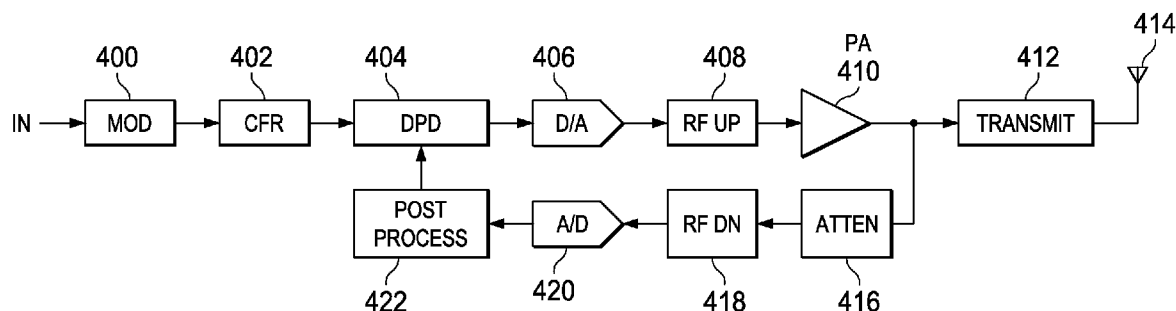 400
402
404
406
408
PA
410
412
414
IN
MOD
CFR
DPD
D/A
RF UP
TRANSMIT
POST
PROCESS
A/D
RF DN
ATTEN
422
420
418
416